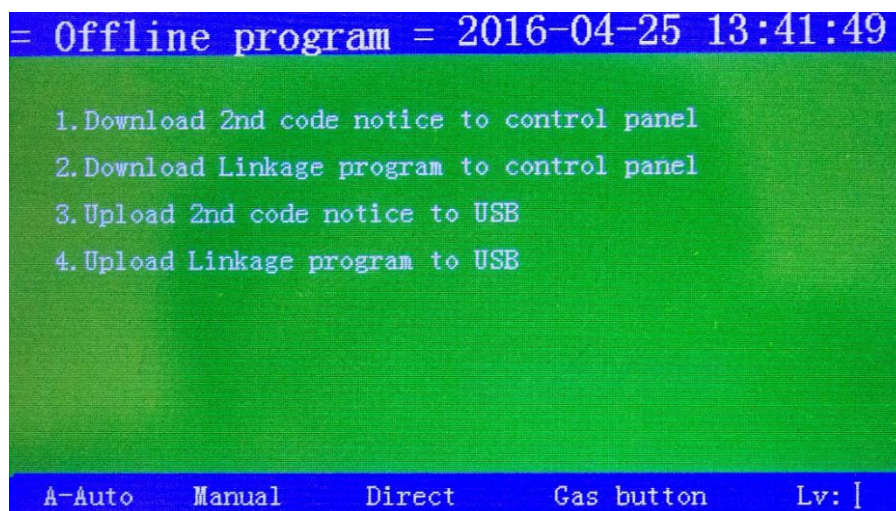 = Offline program = 2016-04-25 13:41:49
1.Download 2nd code notice to control panel
2.Download Linkage program to control panel
3.Upload 2nd code notice to USB
4.Upload Linkage program to USB
A-Auto Manual Direct Gas button Lv: